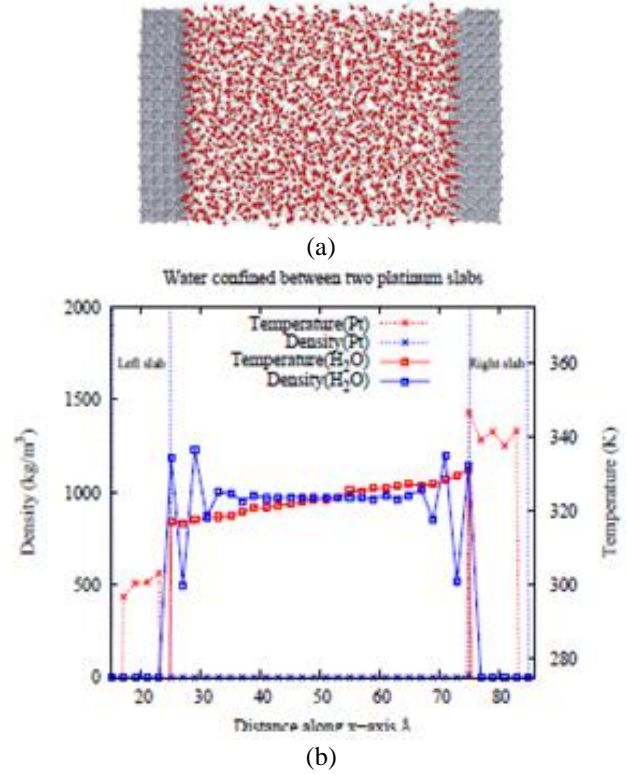 (a)
Water confined between two platinum slabs
2000
1500
1000
500
0
Density (kg/m³)
Left slab
Temperature(Pt)
Density(Pt)
Temperature(H₂O)
Density(H₂O)
Right slab
360
340
320
300
275
Temperature (K)
20 30 40 50 60 70 80
Distance along x-axis Å
(b)